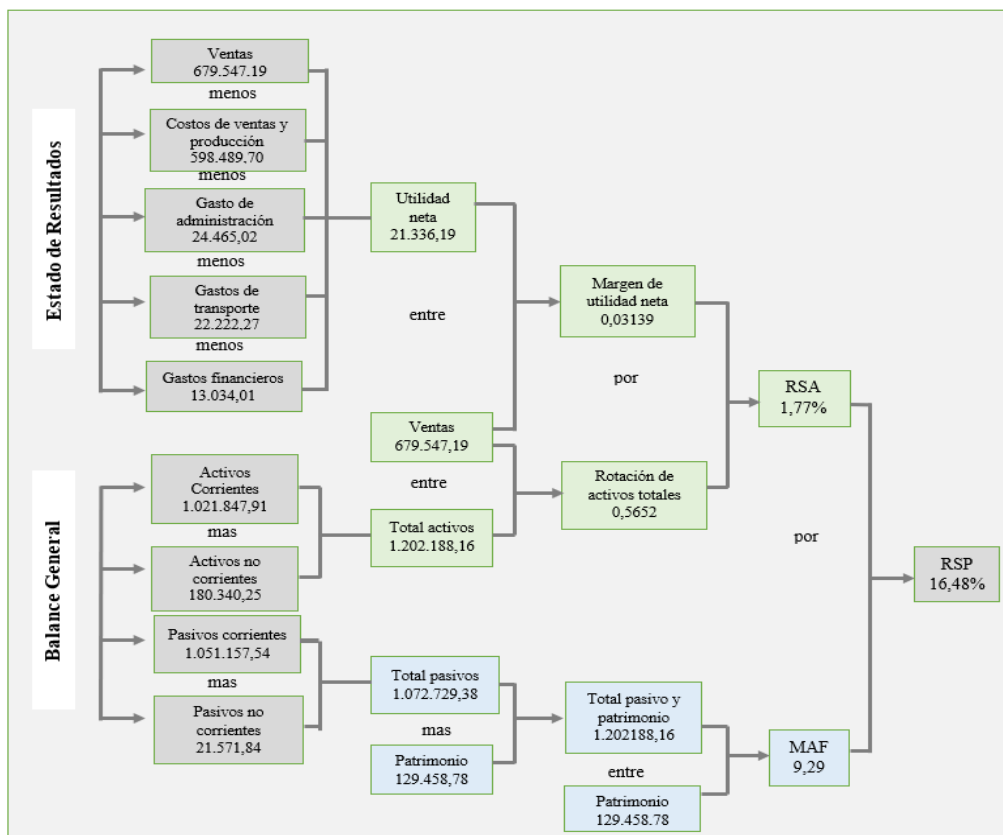 Estado de Resultados
Ventas
679.547.19
menos
Costos de ventas y
producción
598.489,70
menos
Gasto de
administración
24.465,02
menos
Gastos de
transporte
22.222,27
menos
Gastos financieros
13.034,01
Utilidad
neta
21.336,19
entre
Ventas
679.547,19
entre
Total activos
1.202.188,16
Margen de
utilidad neta
0,03139
por
Rotación de
activos totales
0,5652
RSA
1,77%
por
RSP
16,48%
Balance General
Activos
Corrientes
1.021.847,91
mas
Activos no
corrientes
180.340,25
Pasivos corrientes
1.051.157,54
mas
Pasivos no
corrientes
21.571,84
Total pasivos
1.072.729,38
mas
Patrimonio
129.458,78
Total pasivo y
patrimonio
1.202188,16
entre
Patrimonio
129.458.78
MAF
9,29